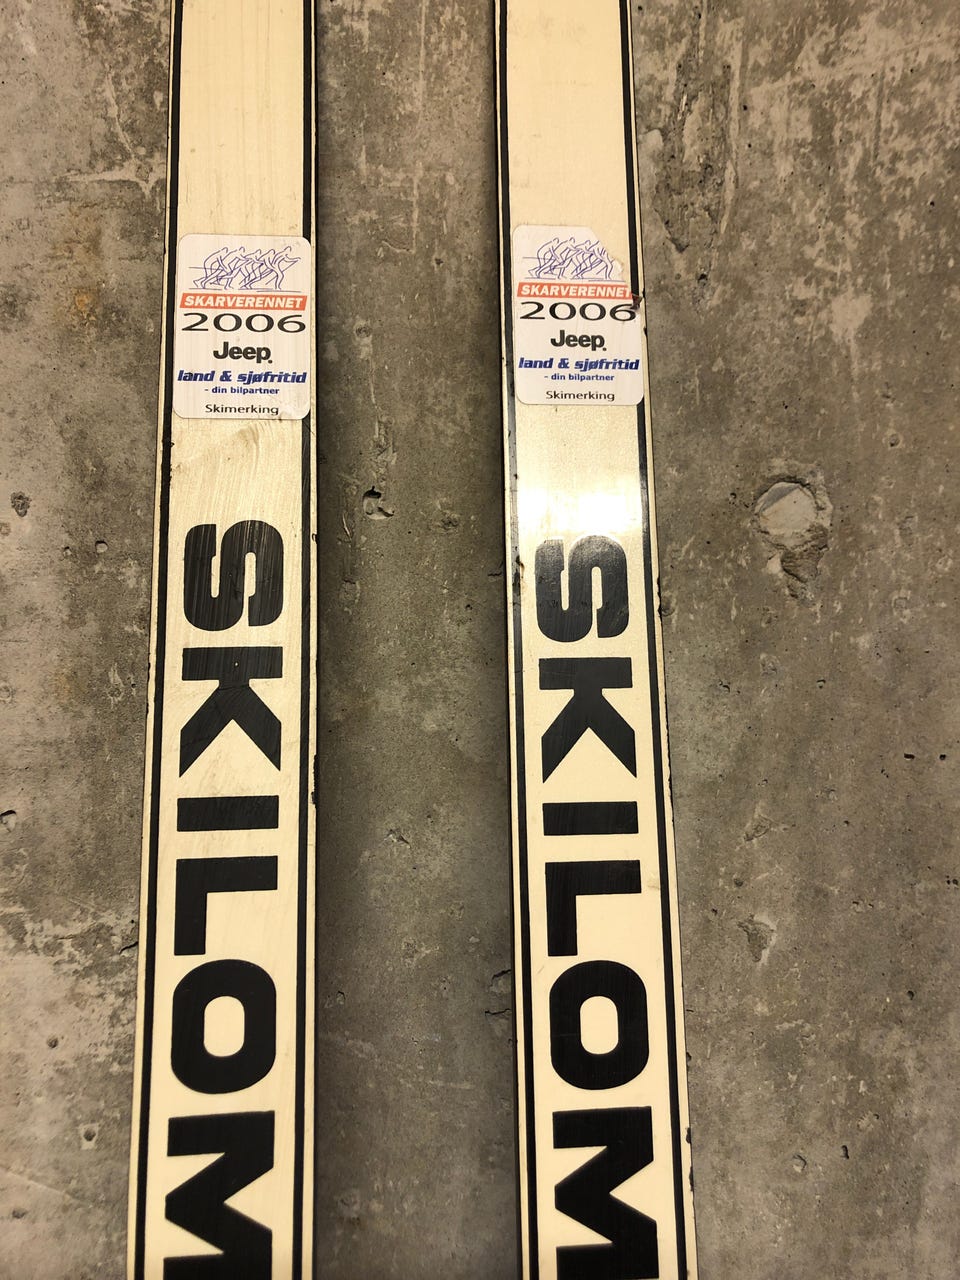 SKARVERENNET
2006
Jeep
land & sjøfritid
- din bilpartner
Skimerking
SKILOM
SKARVERENNET
2006
Jeep
land & sjøfritid
- din bilpartner
Skimerking
SKILOM